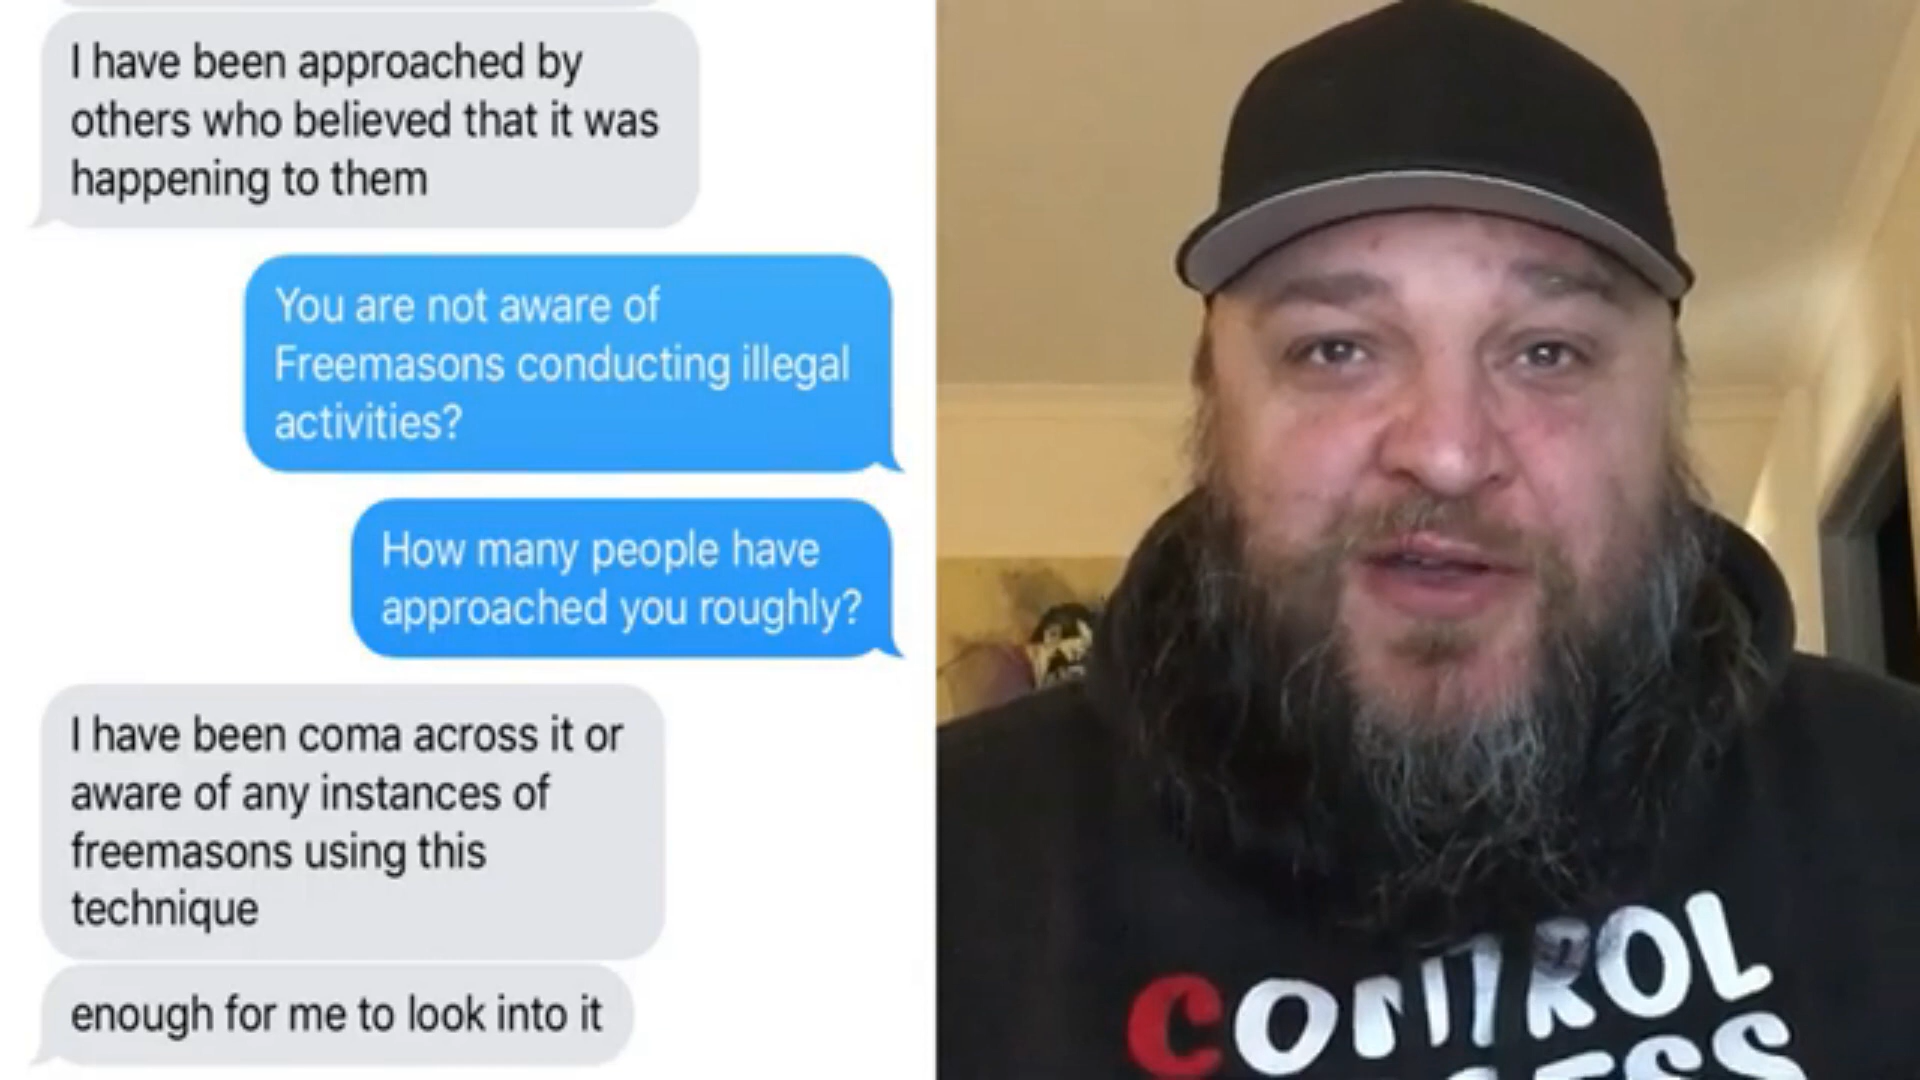 I have been approached by
others who believed that it was
happening to them
You are not aware of
Freemasons conducting illegal
activities?
How many people have
approached you roughly?
I have been coma across it or
aware of any instances of
freemasons using this
technique
enough for me to look into it
CONTROL